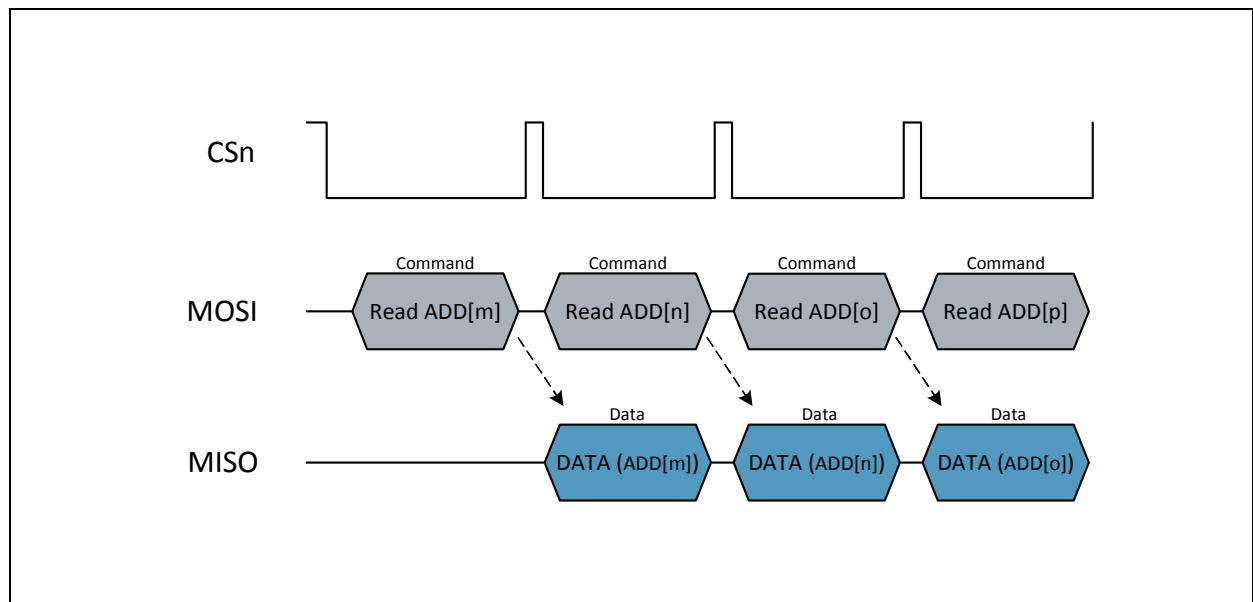 CSn
Command Command Command Command
MOSI Read ADD[m] Read ADD[n] Read ADD[o] Read ADD[p]
Data Data Data
MISO DATA (ADD[m]) DATA (ADD[n]) DATA (ADD[o])